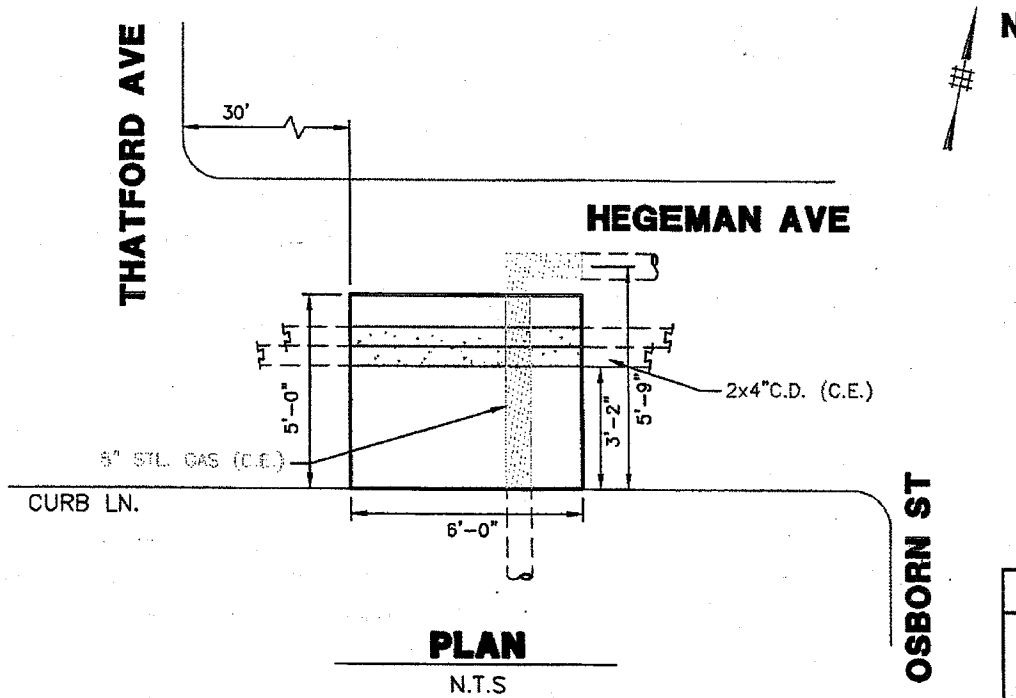 THATFORD AVE
30'
N
HEGEMAN AVE
5'-0"
3'-2"
5'-9"
2x4"C.D. (C.E.)
STL. GAS (C.E.)
CURB LN.
6'-0"
OSBORN ST
PLAN
N.T.S